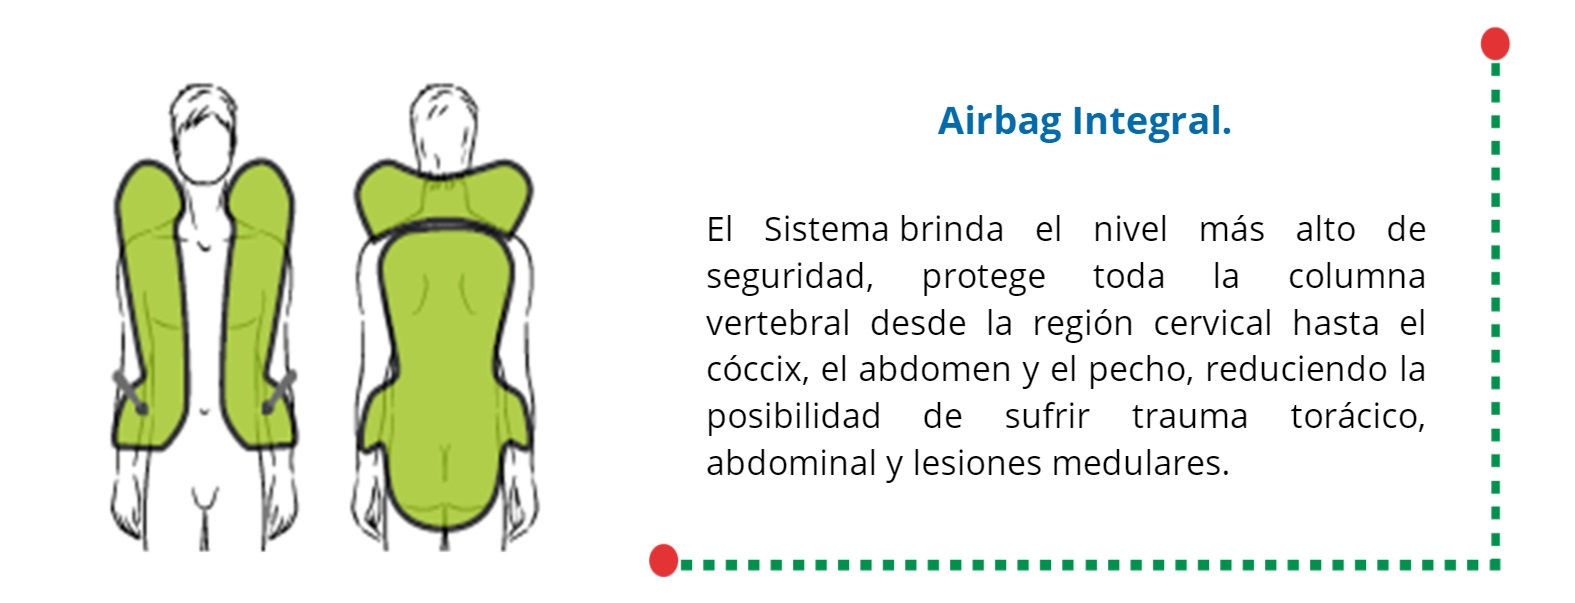 Airbag Integral.
El Sistema brinda el nivel más alto de
seguridad, protege toda la columna
vertebral desde la región cervical hasta el
cóccix, el abdomen y el pecho, reduciendo la
posibilidad de sufrir trauma torácico,
abdominal y lesiones medulares.